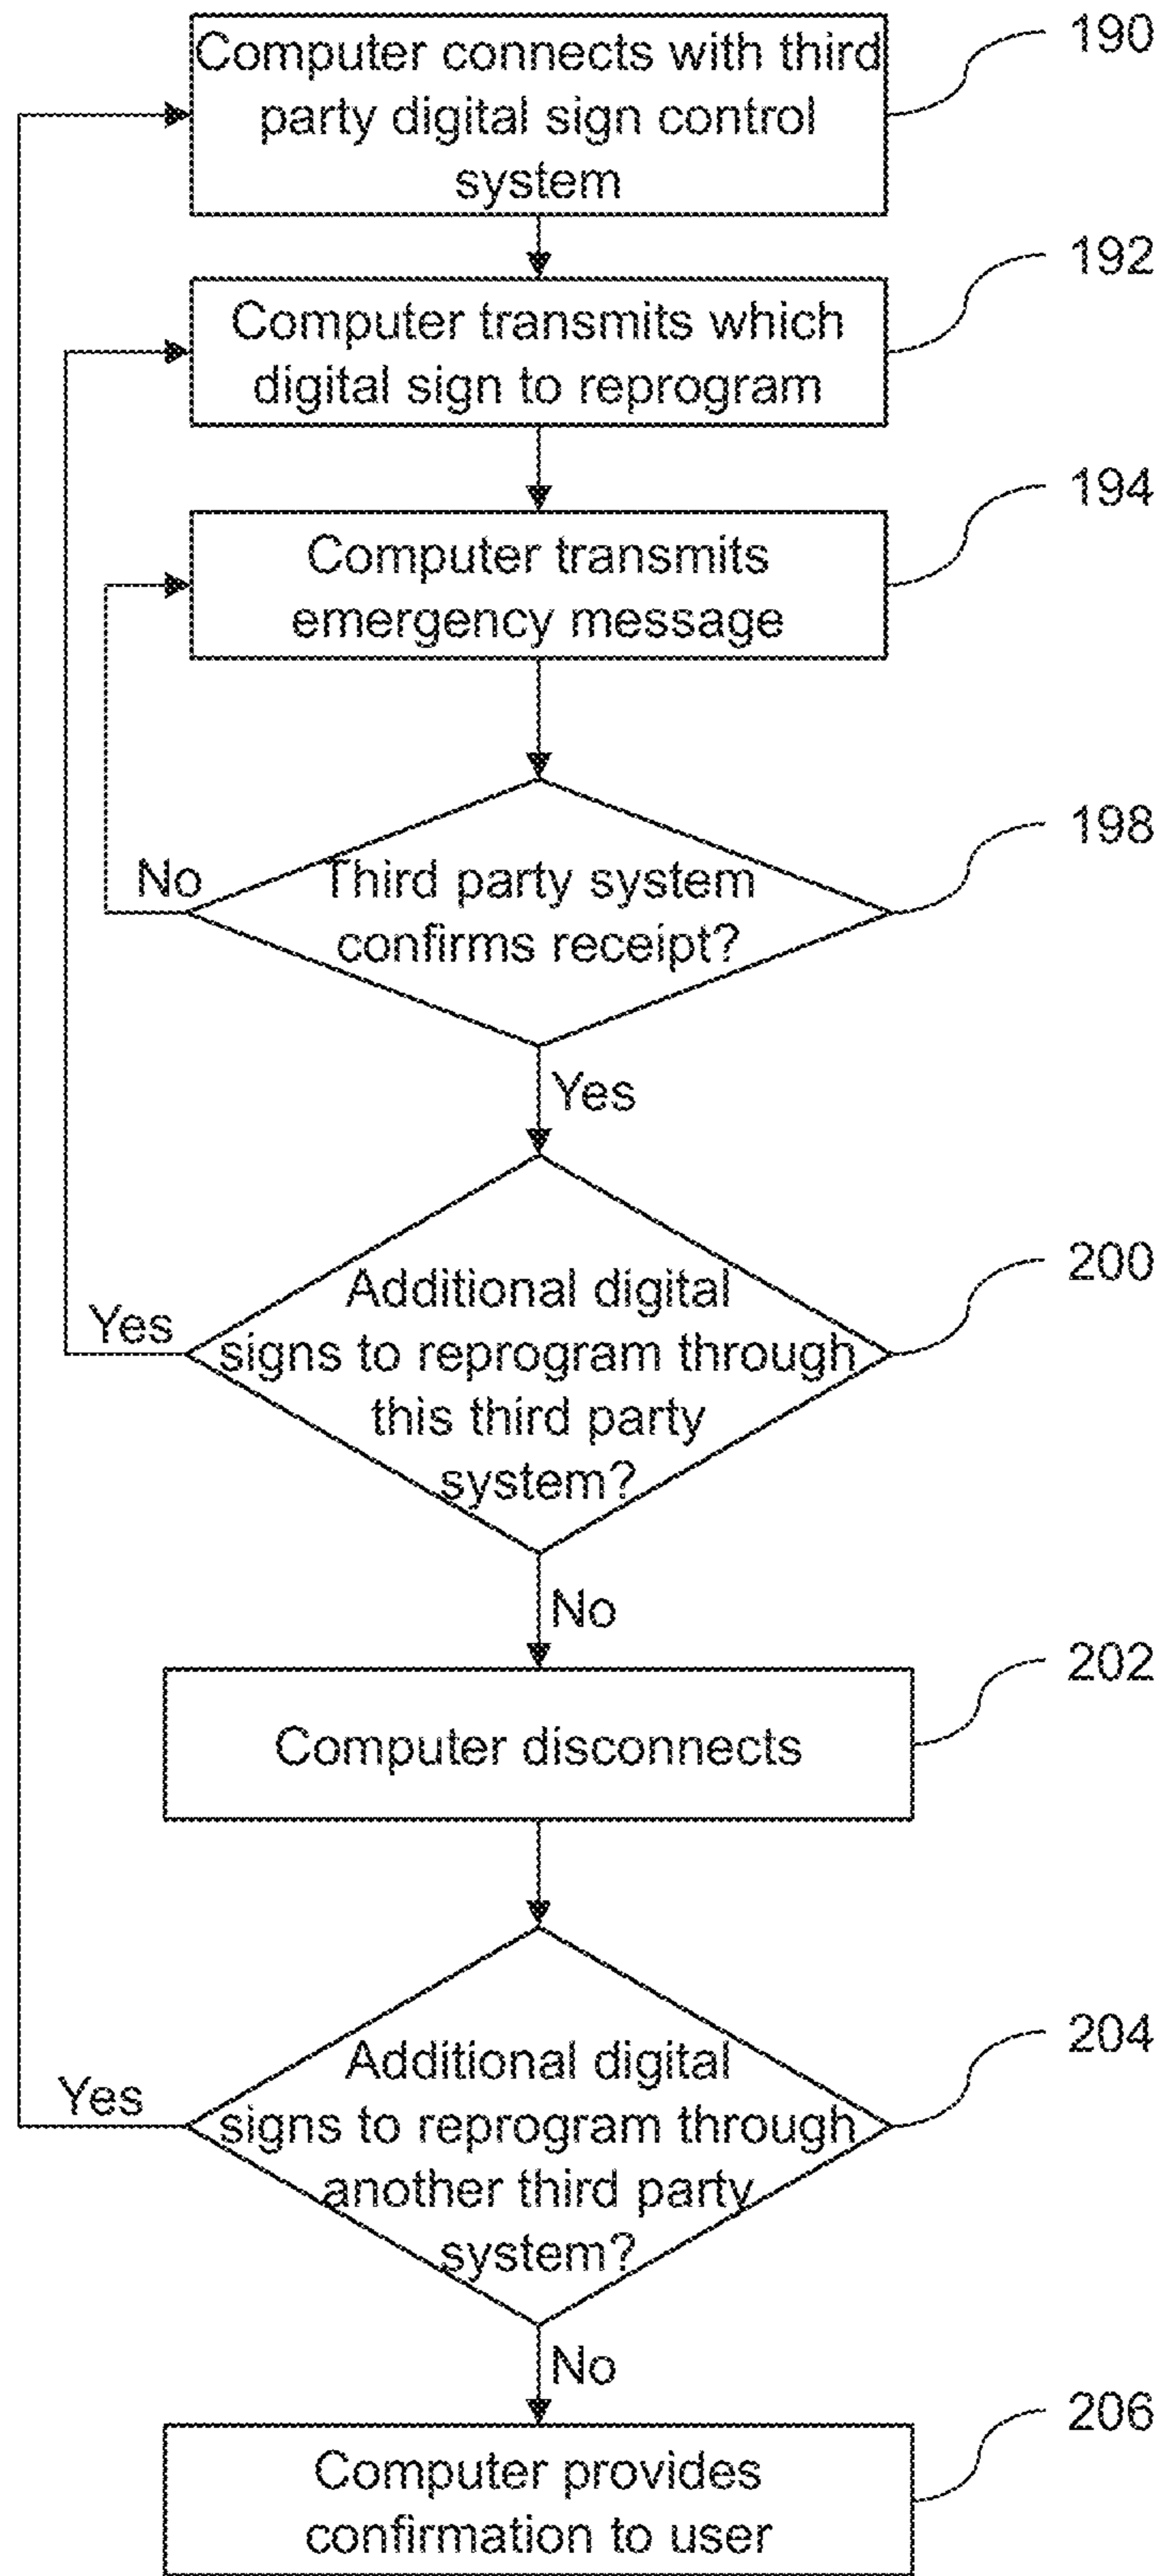 Computer connects with third
party digital sign control
system
190
Computer transmits which
digital sign to reprogram
192
Computer transmits
emergency message
194
Third party system
confirms receipt?
198
No
Yes
Additional digital
signs to reprogram through
this third party
system?
200
Yes
No
Computer disconnects
202
Additional digital
signs to reprogram through
another third party
system?
204
Yes
No
Computer provides
confirmation to user
206